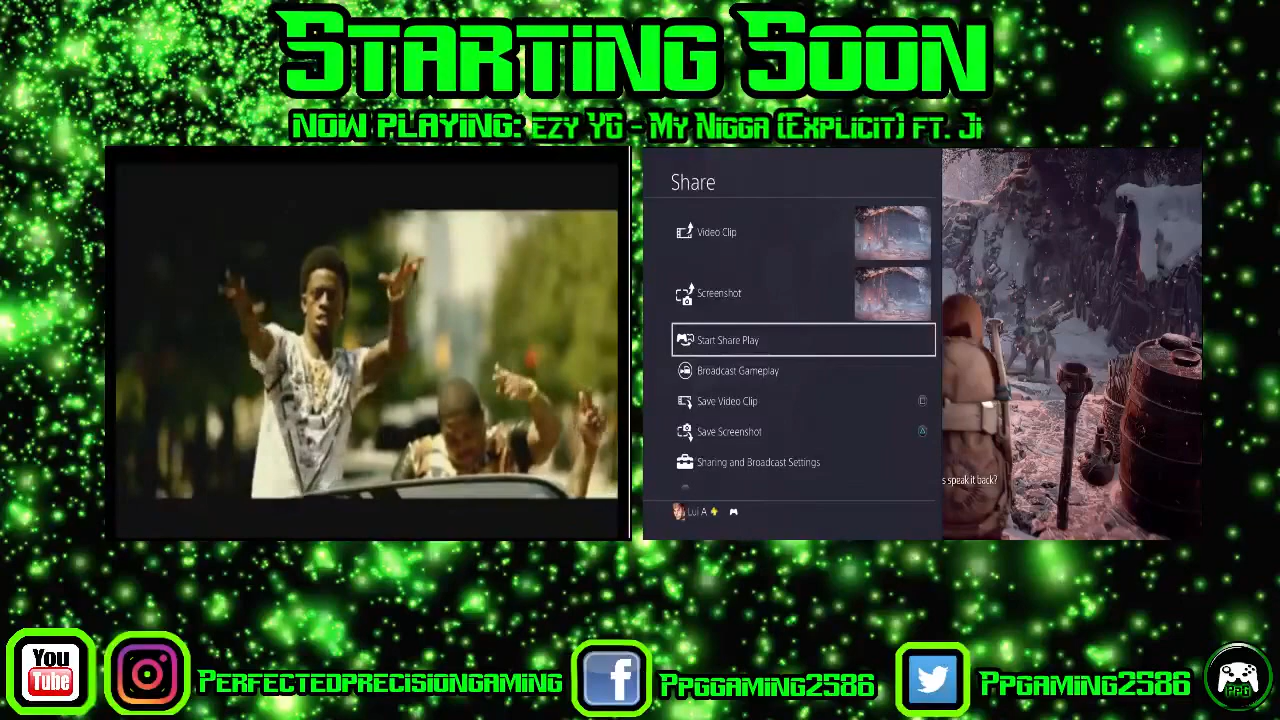 Starting Soon
NOW PLAYING: EZY YG - My Nigga (Explicit) ft. Ji
Share
Video Clip
Screenshot
Start Share Play
Broadcast Gameplay
Save Video Clip
Save Screenshot
Sharing and Broadcast Settings
s speak it back?
Lui A
You
Tube
Perfectedprecisiongaming
f
Ppggaming2586
Ppgaming2586
PPG